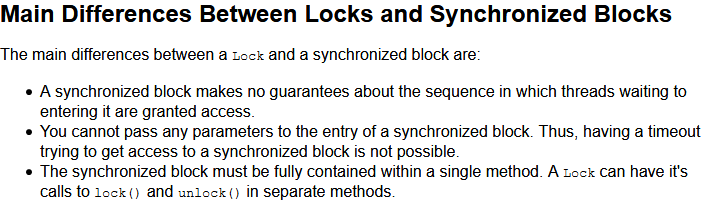 Main Differences Between Locks and Synchronized Blocks
The main differences between a Lock and a synchronized block are:
• A synchronized block makes no guarantees about the sequence in which threads waiting to
entering it are granted access.
• You cannot pass any parameters to the entry of a synchronized block. Thus, having a timeout
trying to get access to a synchronized block is not possible.
• The synchronized block must be fully contained within a single method. A Lock can have it's
calls to lock() and unlock() in separate methods.